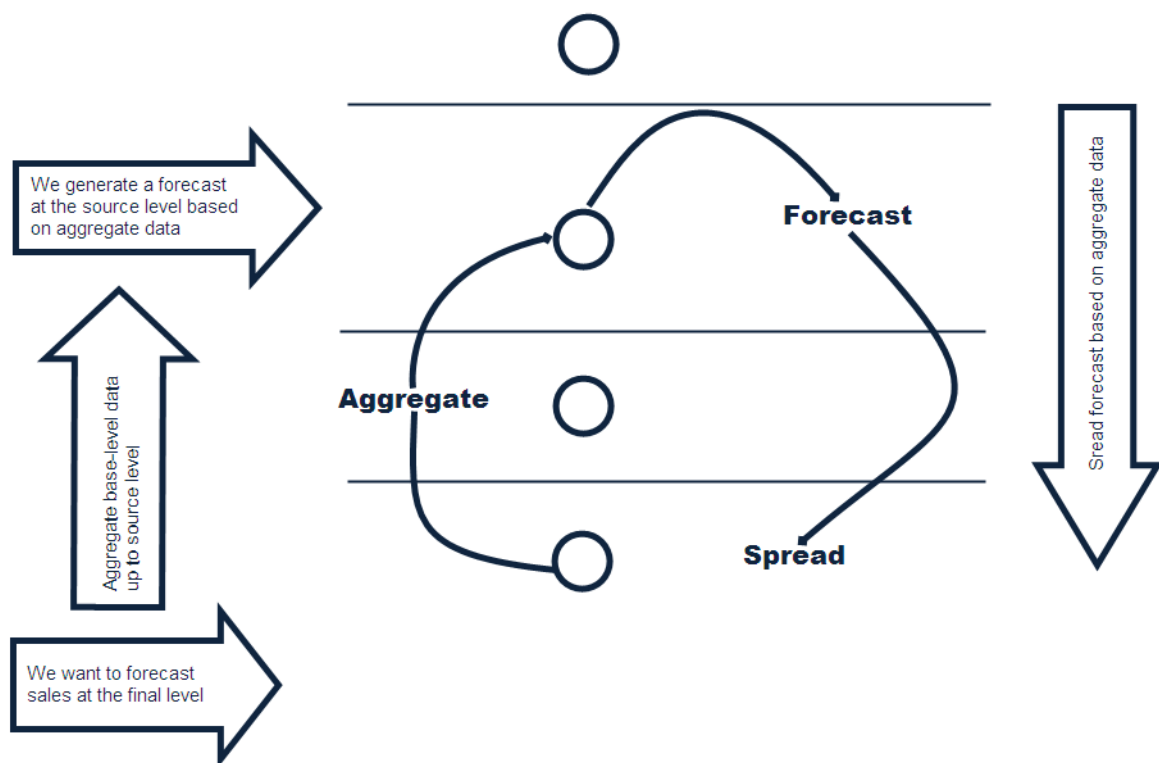 We generate a forecast
at the source level based
on aggregate data
Forecast
Sread forecast based on aggregate data
Aggregate
Aggregate base-level data
up to source level
Spread
We want to forecast
sales at the final level